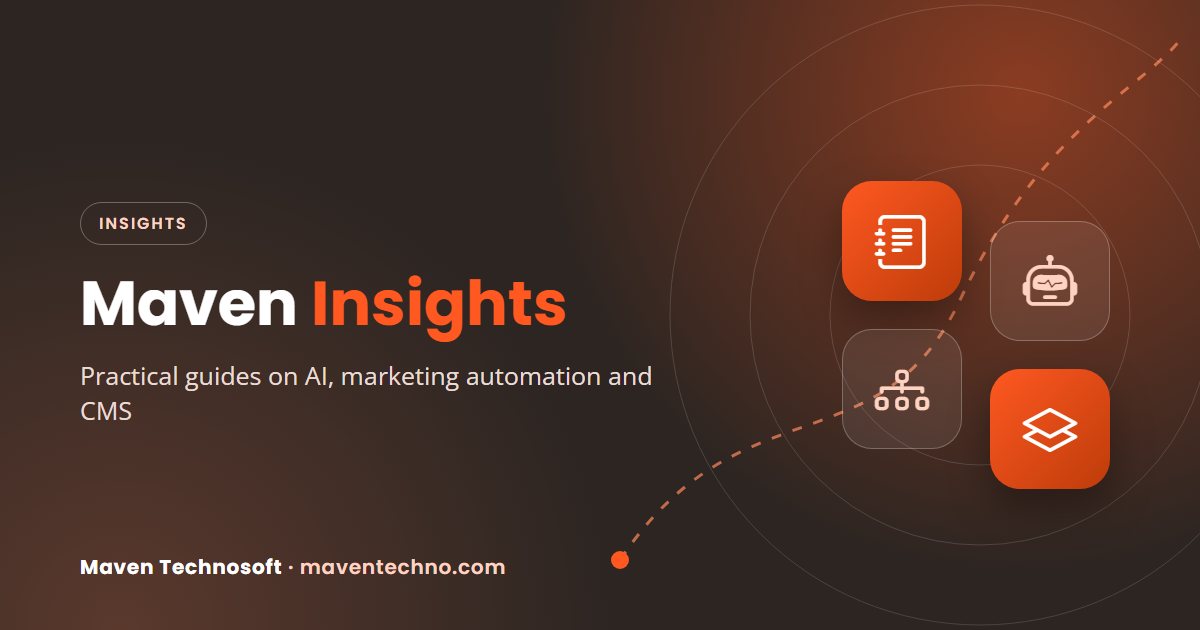 INSIGHTS
Maven Insights
Practical guides on AI, marketing automation and
CMS
Maven Technosoft · maventechno.com